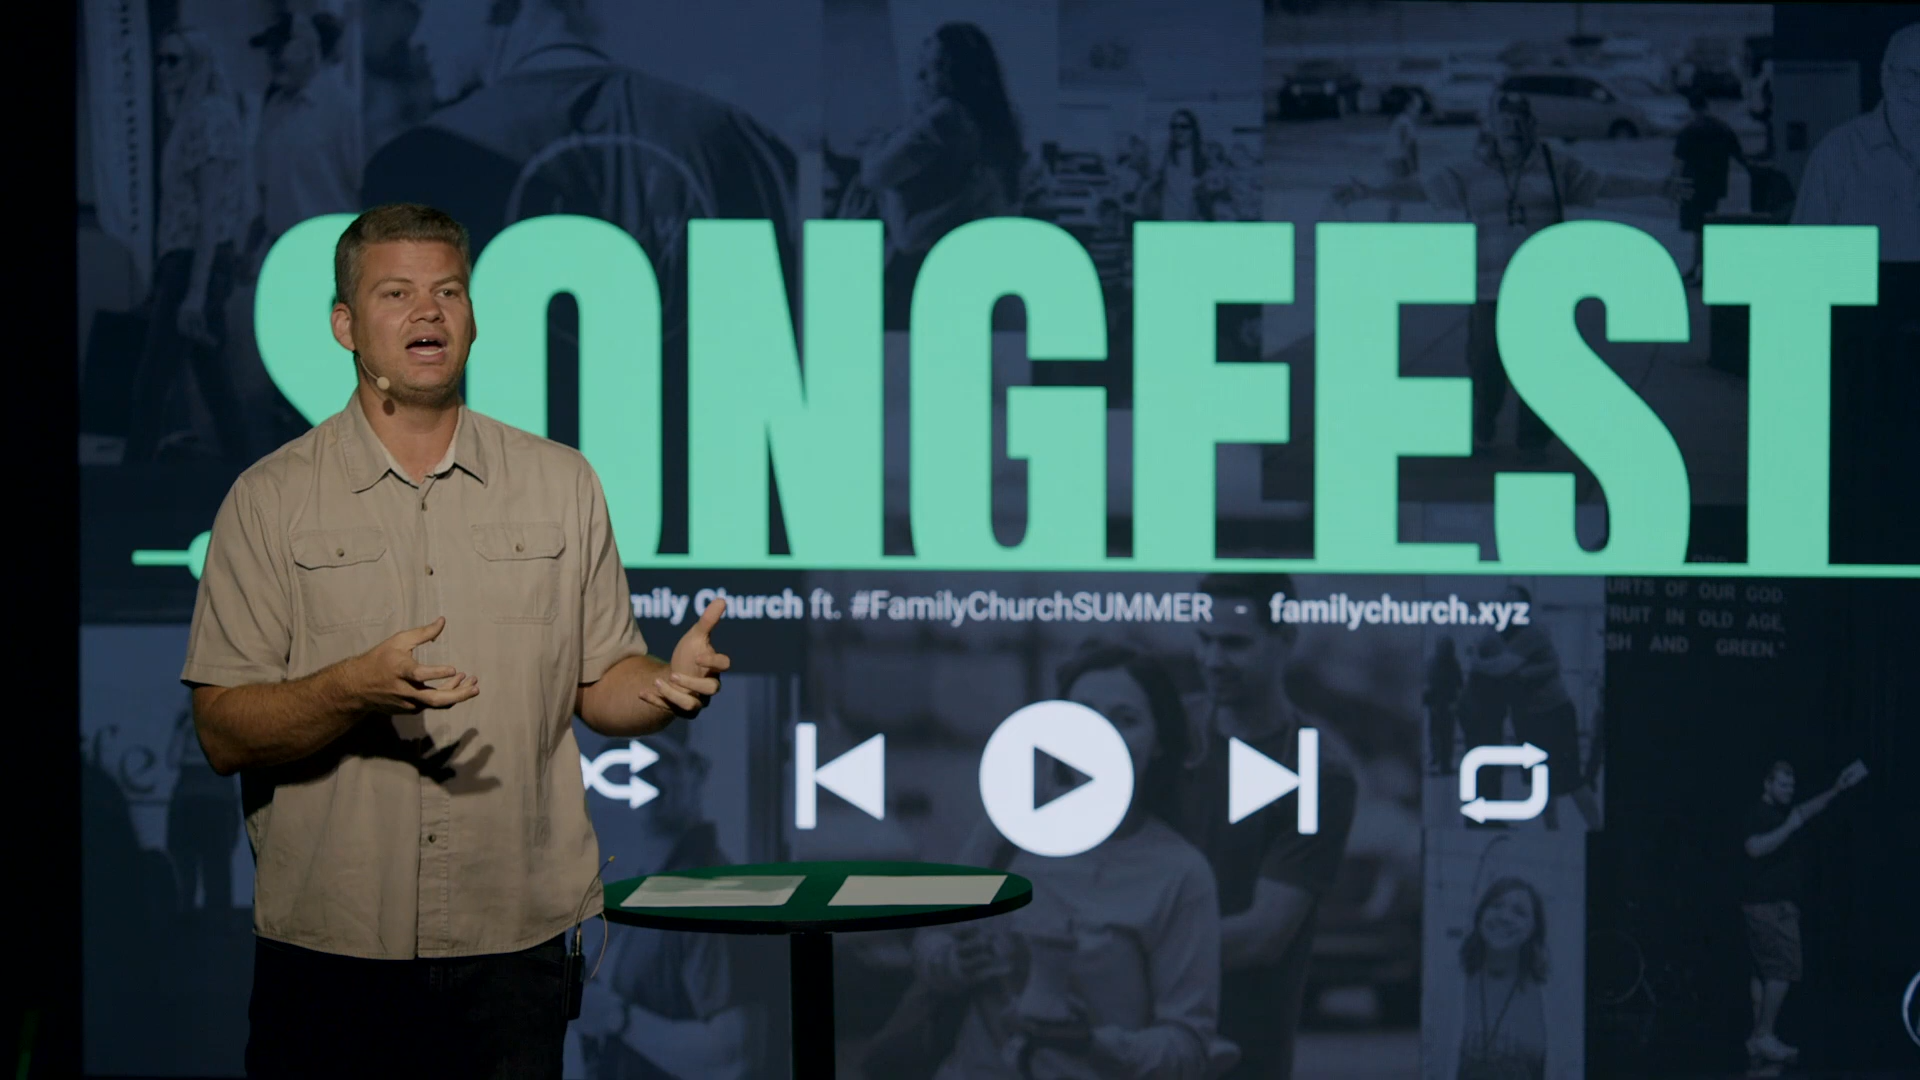 SONGFEST
mily Church ft. #FamilyChurchSUMMER - familychurch.xyz
URTS OF OUR GOD.
RUIT IN OLD AGE,
SH AND GREEN."